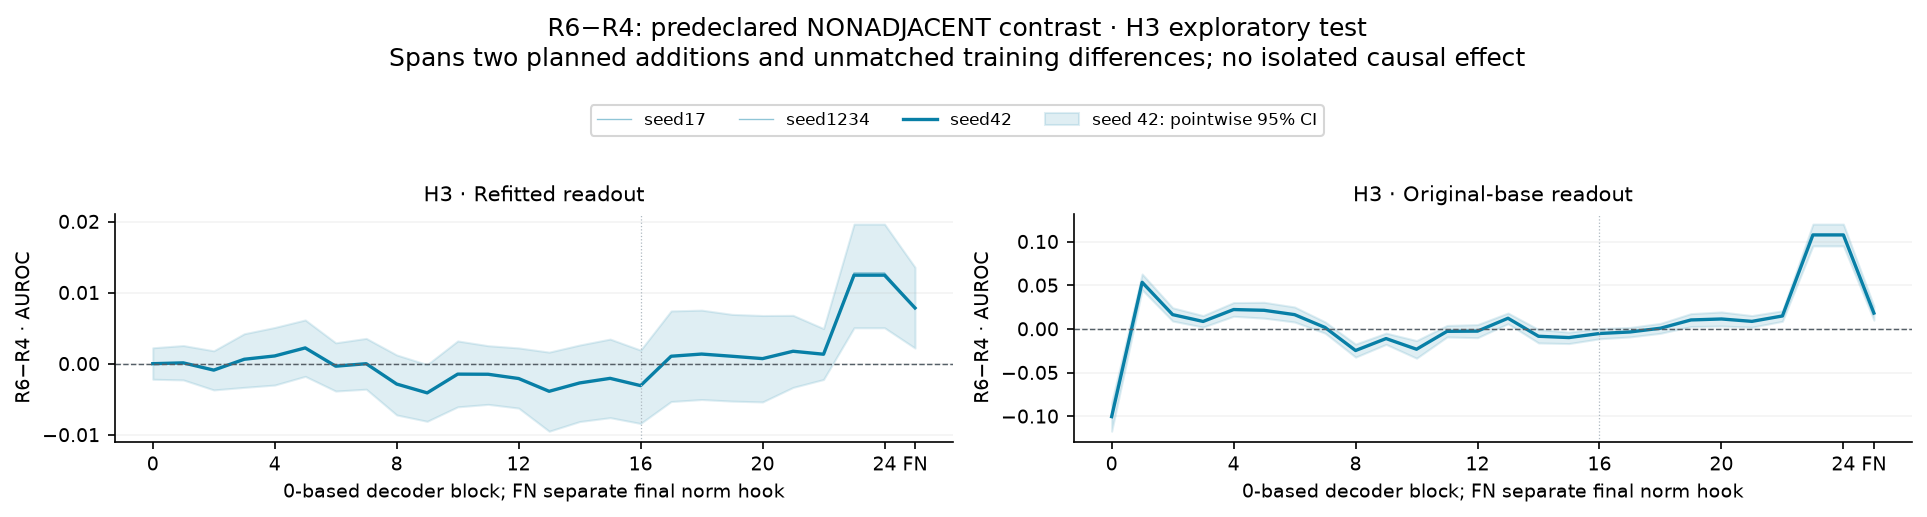 R6−R4: predeclared NONADJACENT contrast · H3 exploratory test
Spans two planned additions and unmatched training differences; no isolated causal effect
seed17 seed1234 seed42 seed 42: pointwise 95% CI
H3 · Refitted readout
R6−R4 · AUROC
0.02
0.01
0.00
−0.01
0 4 8 12 16 20 24 FN
0-based decoder block; FN separate final norm hook
H3 · Original-base readout
R6−R4 · AUROC
0.10
0.05
0.00
−0.05
−0.10
0 4 8 12 16 20 24 FN
0-based decoder block; FN separate final norm hook